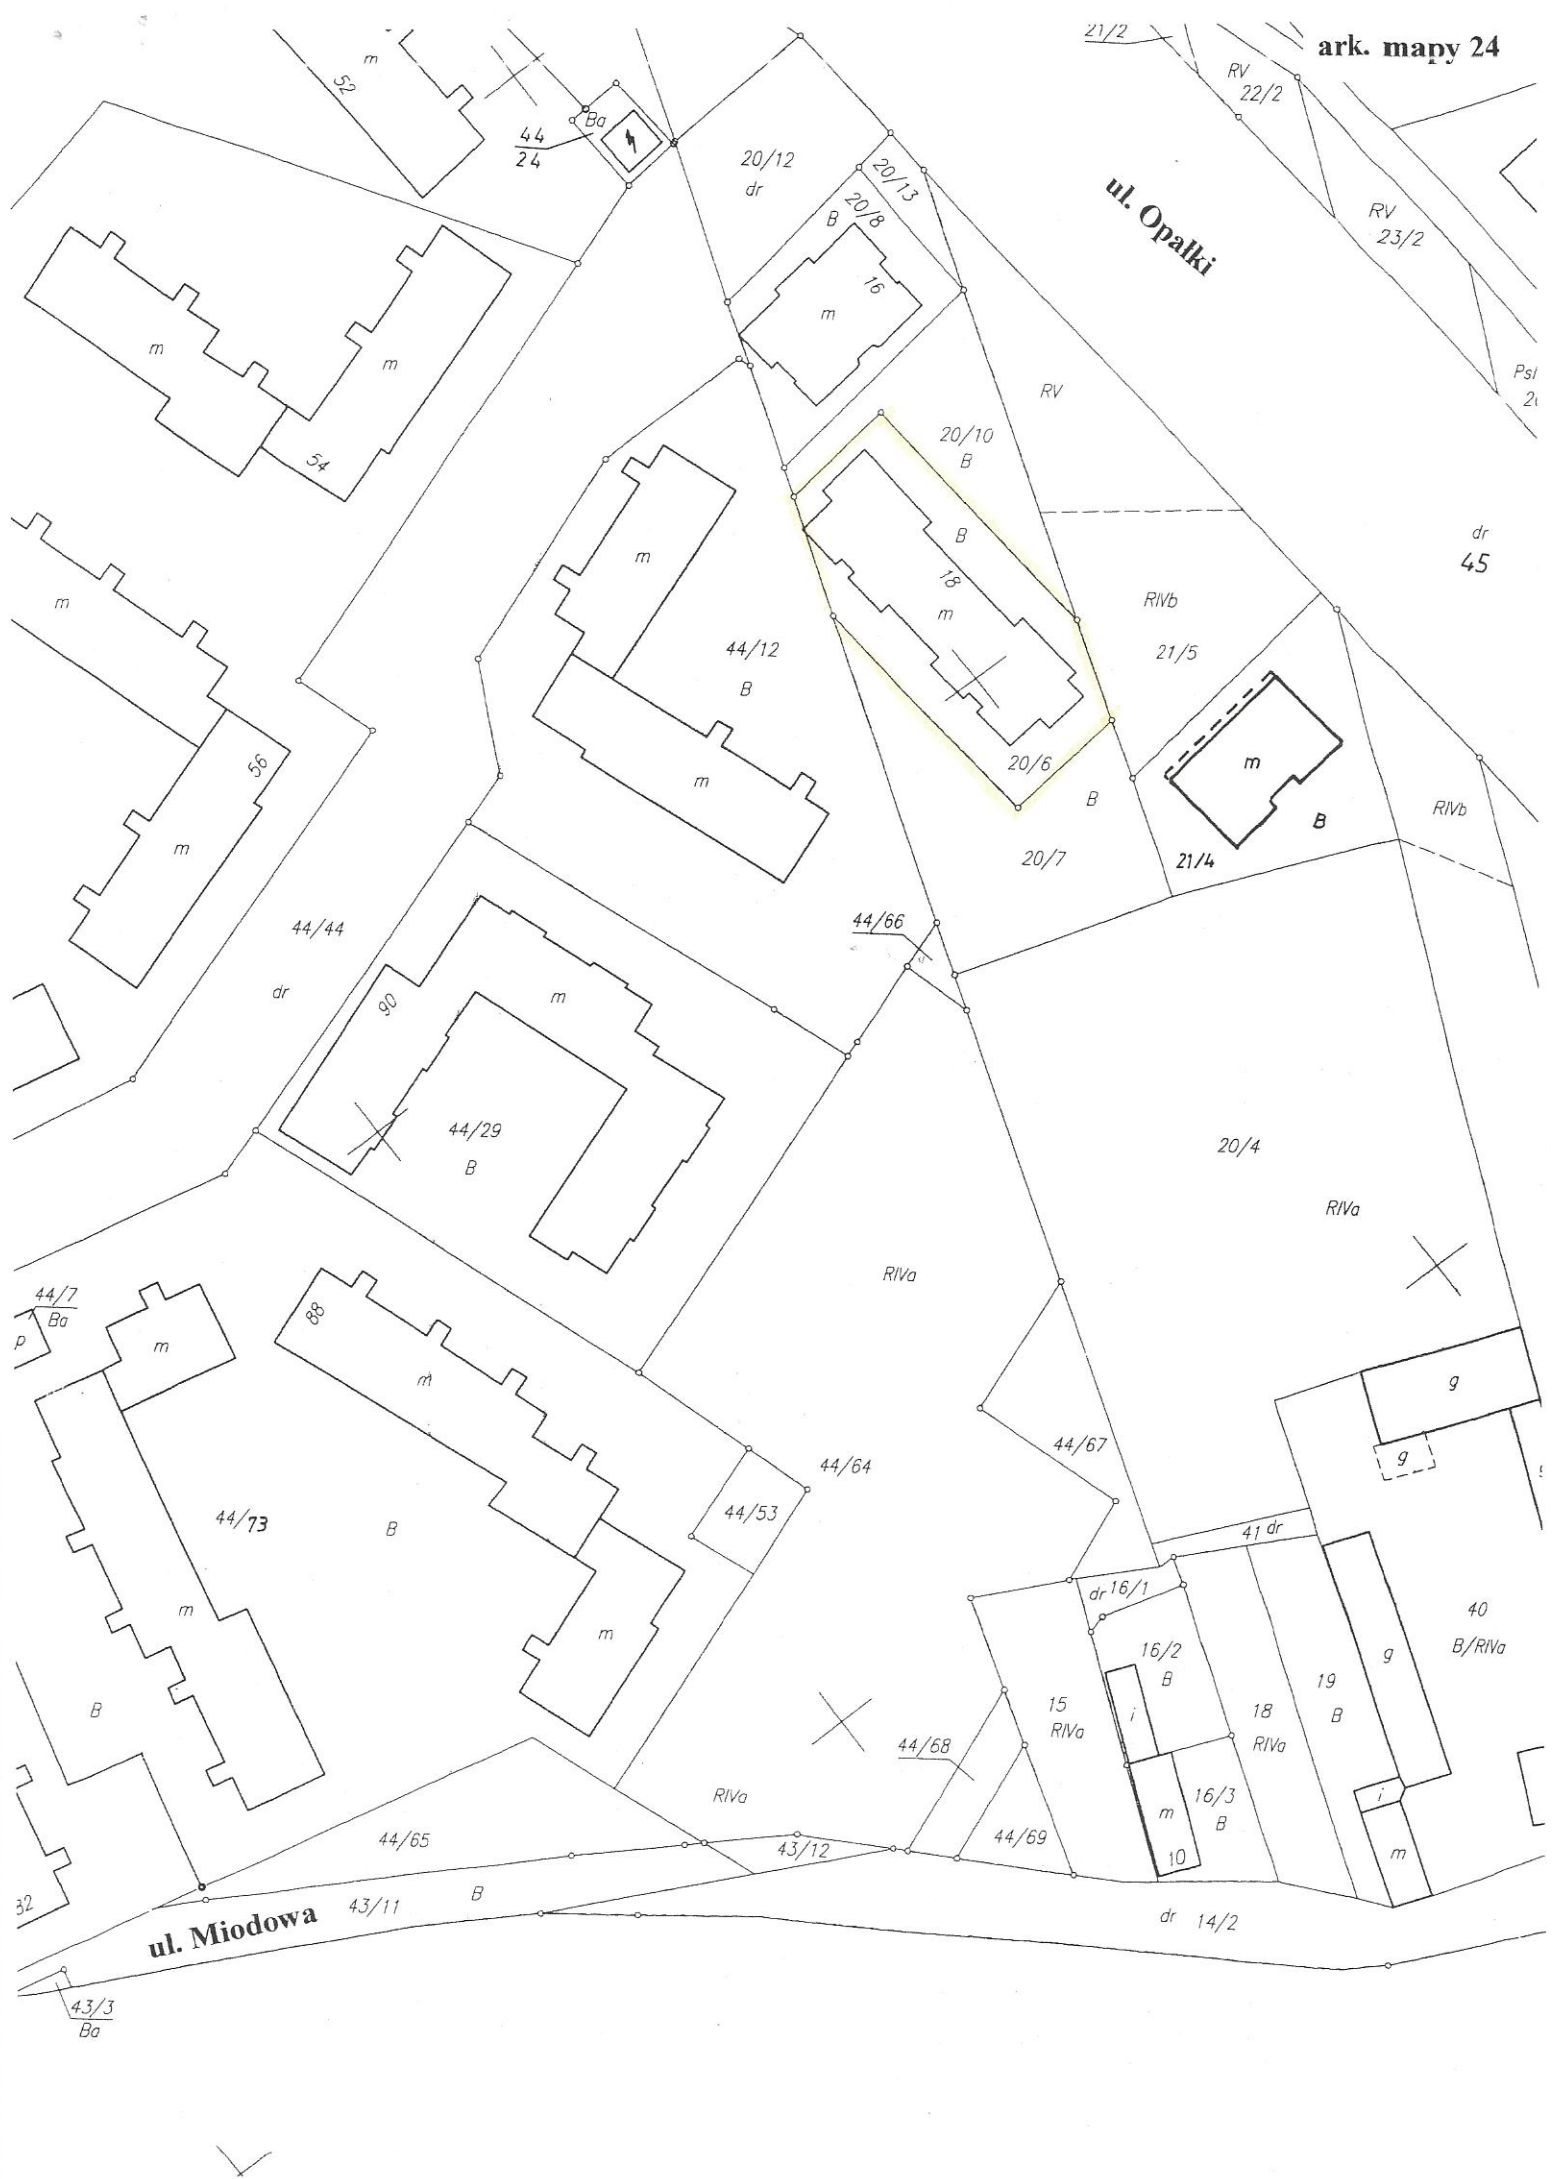 21/2
ark. mapy 24
RV
22/2
m
52
Ba
44
24
20/12
dr
20/13
20/8
B
ul. Opałki
RV
23/2
16
m
m
m
PsI
RV
20/10
B
54
B
18
m
m
dr
45
m
RIVb
21/5
44/12
B
56
m
m
20/6
B
m
B
RIVb
m
20/7
21/4
44/66
44/44
dr
90
m
44/29
B
20/4
RIVa
RIVa
44/7
Ba
p
88
m
m
g
g
44/67
44/64
44/53
44/73
B
41 dr
dr 16/1
m
m
40
B/RIVa
g
16/2
B
19
B
15
RIVa
18
RIVa
i
B
44/68
RIVa
i
16/3
B
m
10
m
44/65
43/12
44/69
32
43/11
B
ul. Miodowa
dr 14/2
43/3
Ba